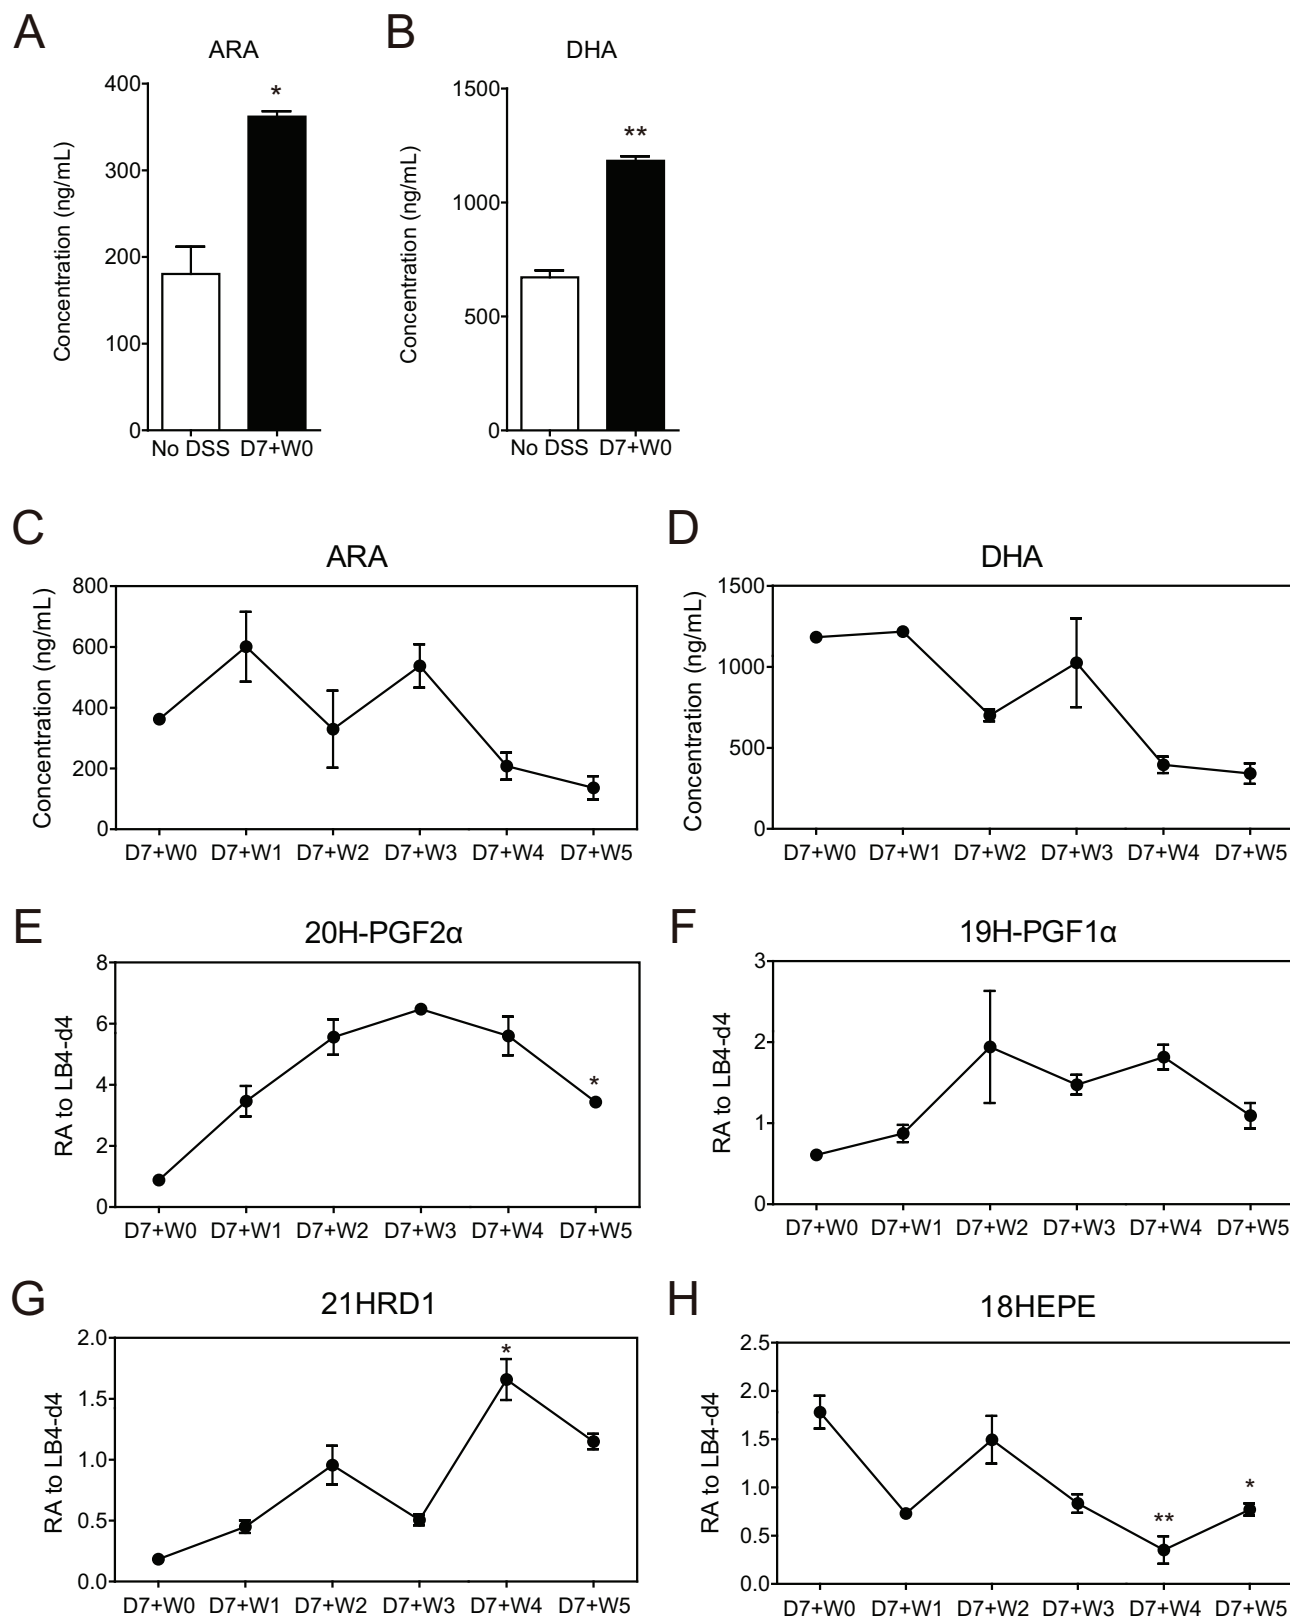 A
ARA
Concentration (ng/mL)
400
300
200
100
0
*
No DSS D7+W0
B
DHA
Concentration (ng/mL)
1500
1000
500
0
**
No DSS D7+W0
C
ARA
Concentration (ng/mL)
800
600
400
200
0
D7+W0 D7+W1 D7+W2 D7+W3 D7+W4 D7+W5
D
DHA
Concentration (ng/mL)
1500
1000
500
0
D7+W0 D7+W1 D7+W2 D7+W3 D7+W4 D7+W5
E
20H-PGF2α
RA to LB4-d4
8
6
4
2
0
*
D7+W0 D7+W1 D7+W2 D7+W3 D7+W4 D7+W5
F
19H-PGF1α
RA to LB4-d4
3
2
1
0
D7+W0 D7+W1 D7+W2 D7+W3 D7+W4 D7+W5
G
21HRD1
RA to LB4-d4
2.0
1.5
1.0
0.5
0.0
*
D7+W0 D7+W1 D7+W2 D7+W3 D7+W4 D7+W5
H
18HEPE
RA to LB4-d4
2.5
2.0
1.5
1.0
0.5
0.0
**
*
D7+W0 D7+W1 D7+W2 D7+W3 D7+W4 D7+W5